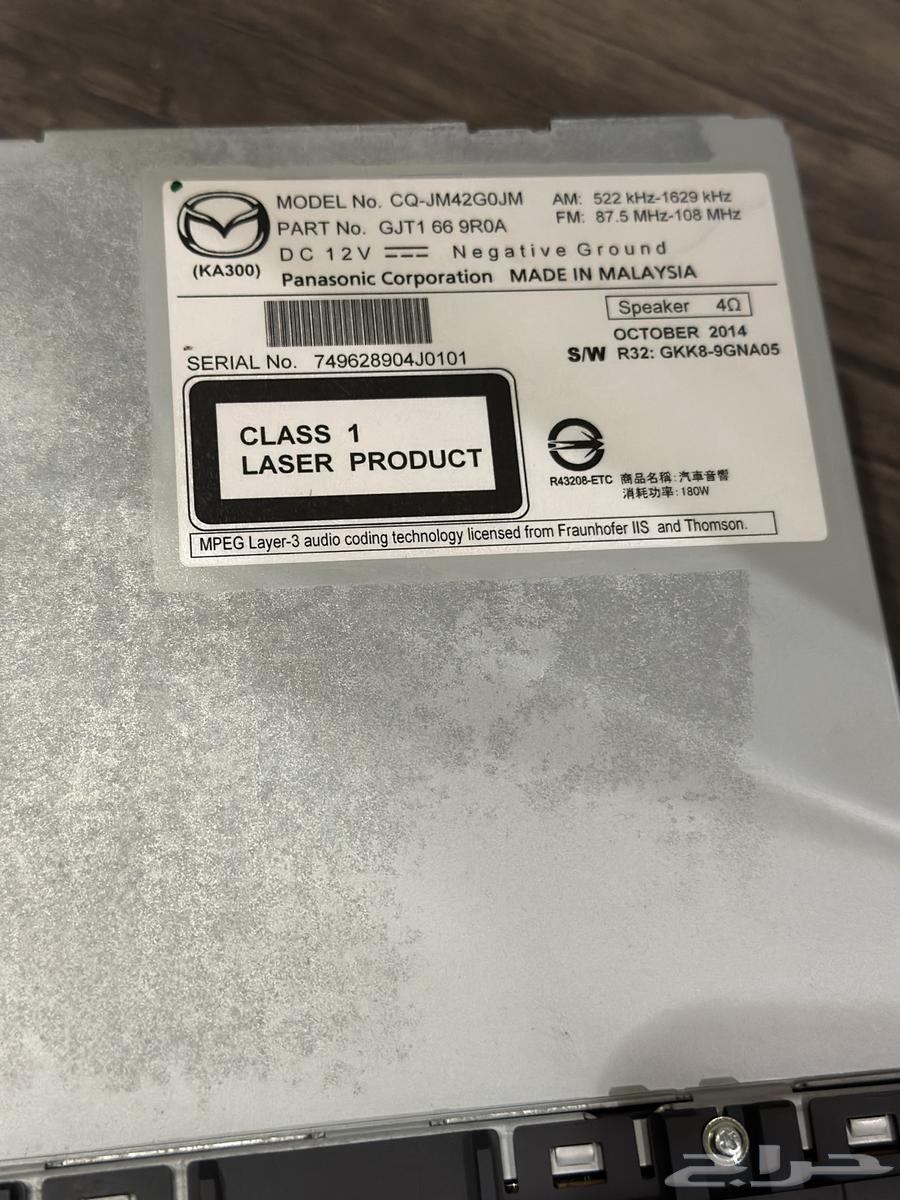 MODEL No. CQ-JM42G0JM
AM: 522 kHz-1629 kHz
PART No. GJT1 66 9R0A
FM: 87.5 MHz-108 MHz
DC 12V Negative Ground
(KA300)
Panasonic Corporation MADE IN MALAYSIA
Speaker 4Ω
OCTOBER 2014
SERIAL No. 749628904J0101
S/W R32: GKK8-9GNA05
CLASS 1
LASER PRODUCT
R43208-ETC
商品名稱:汽車音響
消耗功率:180W
MPEG Layer-3 audio coding technology licensed from Fraunhofer IIS and Thomson.
حراج